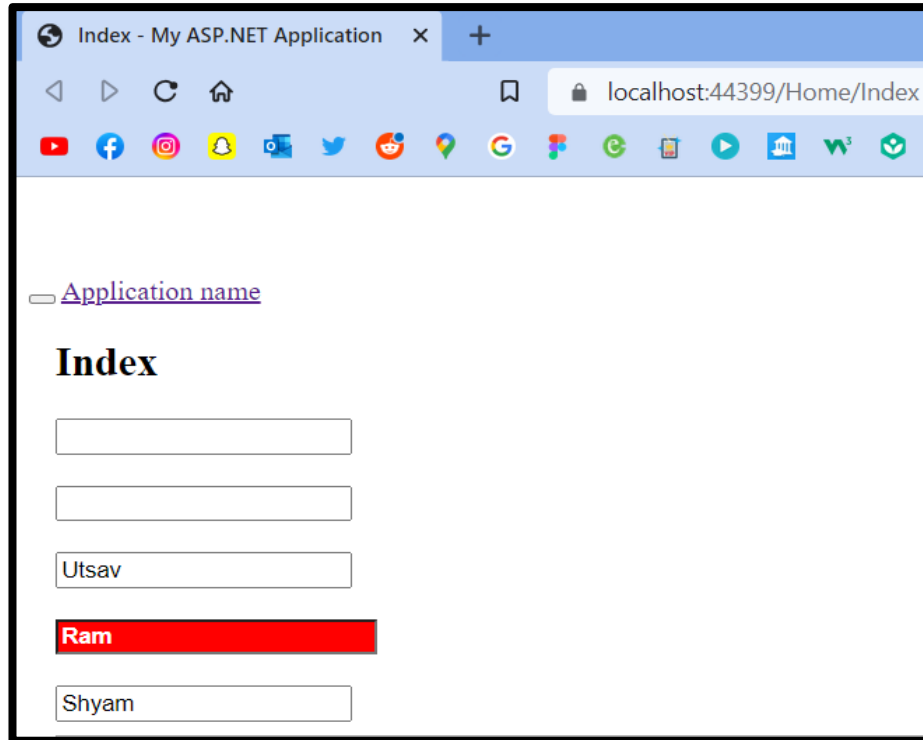 Index - My ASP.NET Application
localhost:44399/Home/Index
Application name
Index
Utsav
Ram
Shyam